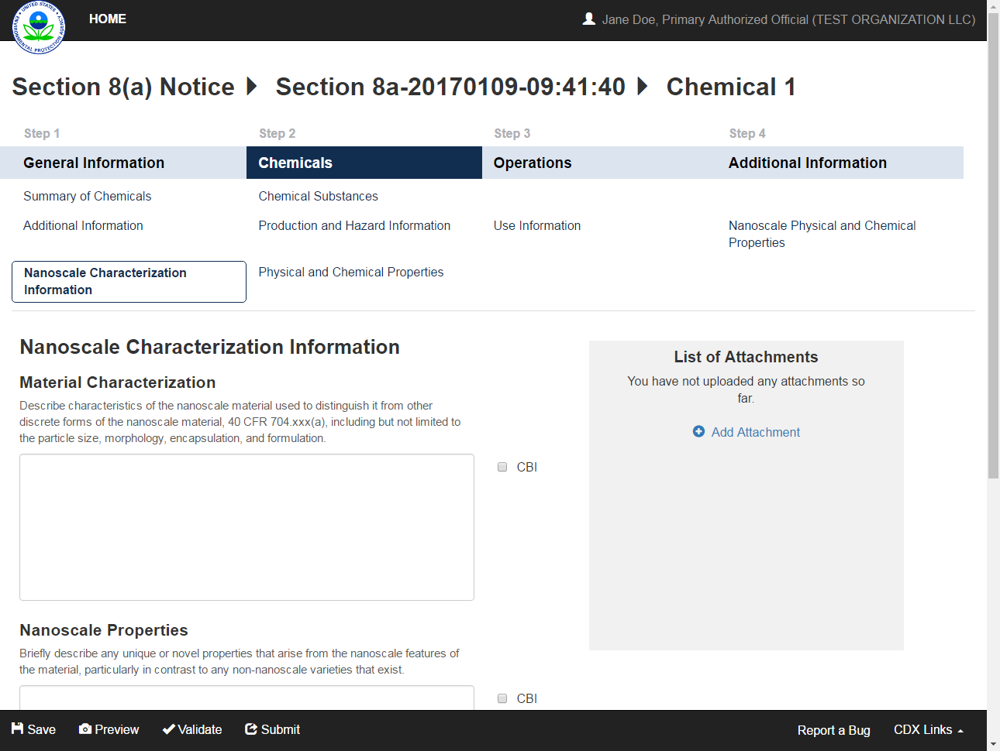 UNITED STATES
ENVIRONMENTAL PROTECTION AGENCY
HOME
Jane Doe, Primary Authorized Official (TEST ORGANIZATION LLC)
Section 8(a) Notice
Section 8a-20170109-09:41:40
Chemical 1
Step 1
Step 2
Step 3
Step 4
General Information
Chemicals
Operations
Additional Information
Summary of Chemicals
Chemical Substances
Additional Information
Production and Hazard Information
Use Information
Nanoscale Physical and Chemical
Properties
Nanoscale Characterization
Information
Physical and Chemical Properties
Nanoscale Characterization Information
Material Characterization
Describe characteristics of the nanoscale material used to distinguish it from other
discrete forms of the nanoscale material, 40 CFR 704.xxx(a), including but not limited to
the particle size, morphology, encapsulation, and formulation.
CBI
List of Attachments
You have not uploaded any attachments so
far.
Add Attachment
Nanoscale Properties
Briefly describe any unique or novel properties that arise from the nanoscale features of
the material, particularly in contrast to any non-nanoscale varieties that exist.
CBI
Save
Preview
Validate
Submit
Report a Bug
CDX Links